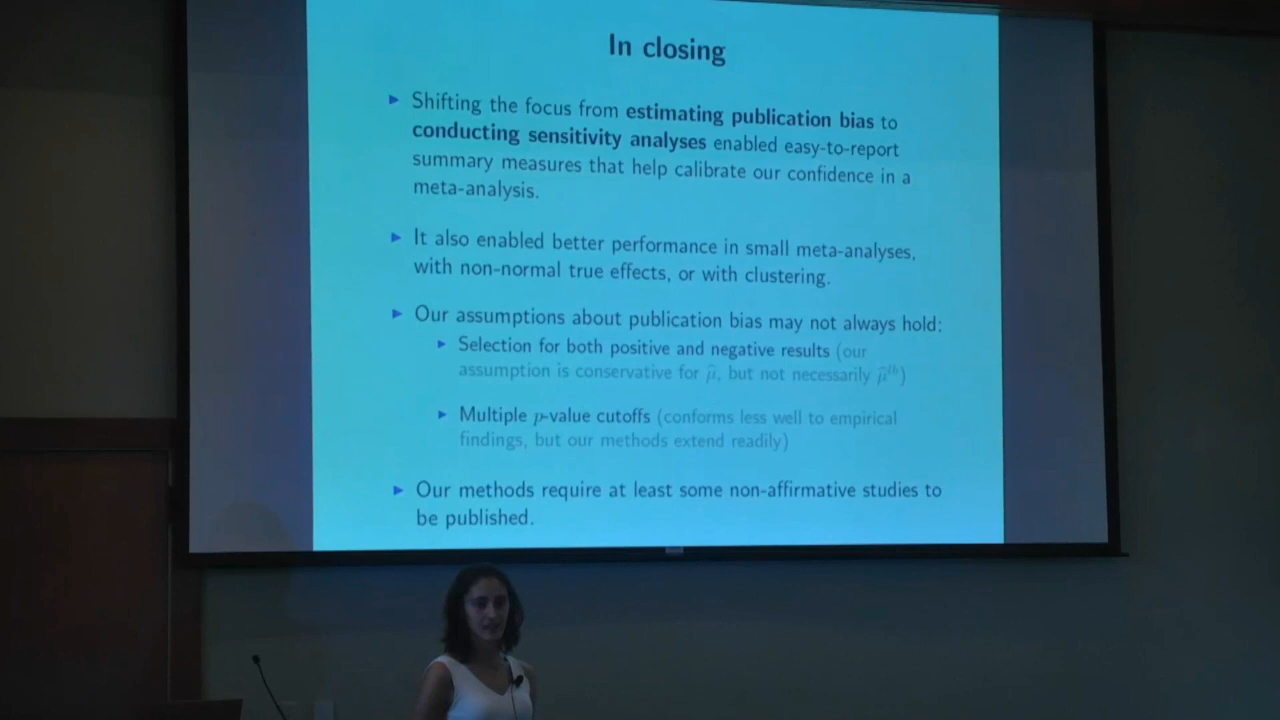 In closing
▶ Shifting the focus from estimating publication bias to
conducting sensitivity analyses enabled easy-to-report
summary measures that help calibrate our confidence in a
meta-analysis.
▶ It also enabled better performance in small meta-analyses,
with non-normal true effects, or with clustering.
▶ Our assumptions about publication bias may not always hold:
▶ Selection for both positive and negative results (our
assumption is conservative for μ̂, but not necessarily μ̂ˡᵇ)
▶ Multiple p-value cutoffs (conforms less well to empirical
findings, but our methods extend readily)
▶ Our methods require at least some non-affirmative studies to
be published.